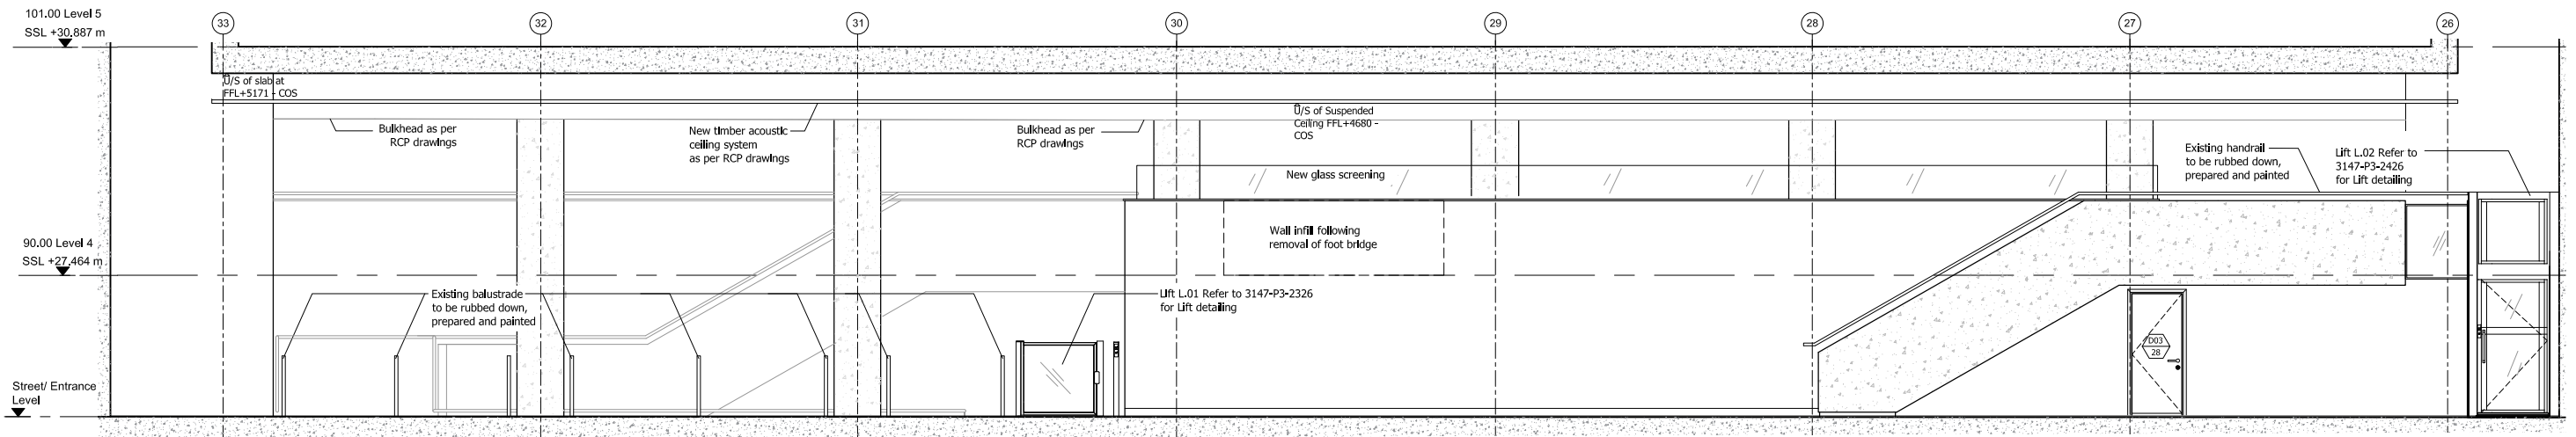 101.00 Level 5
SSL +30.887 m
33
32
31
30
29
28
27
26
U/S of slab at
FFL+5171 - COS
Bulkhead as per
RCP drawings
New timber acoustic
ceiling system
as per RCP drawings
Bulkhead as per
RCP drawings
U/S of Suspended
Ceiling FFL+4680 -
COS
New glass screening
Existing handrail
to be rubbed down,
prepared and painted
Lift L.02 Refer to
3147-P3-2426
for Lift detailing
Wall infill following
removal of foot bridge
90.00 Level 4
SSL +27.464 m
Existing balustrade
to be rubbed down,
prepared and painted
Lift L.01 Refer to 3147-P3-2326
for Lift detailing
D03
28
Street/ Entrance
Level